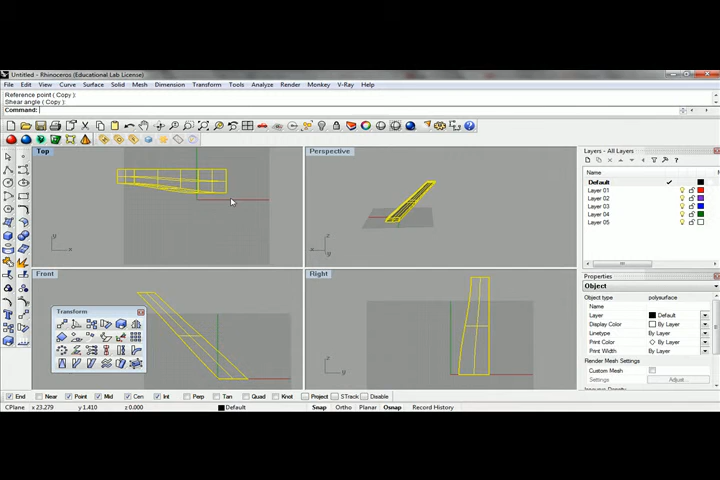 Untitled - Rhinoceros (Educational Lab License)
File Edit View Curve Surface Solid Mesh Dimension Transform Tools Analyze Render Monkey V-Ray Help
Reference point ( Copy ):
Shear angle ( Copy ):
Command:
Top
Perspective
Front
Right
y
x
z
x
z
y
z
y
Transform
Layers - All Layers
Name
Default
Layer 01
Layer 02
Layer 03
Layer 04
Layer 05
Properties
Object
Object type polysurface
Name
Layer Default
Display Color By Layer
Linetype By Layer
Print Color By Layer
Print Width By Layer
Render Mesh Settings
Custom Mesh
Settings Adjust...
End Near Point Mid Cen Int Perp Tan Quad Knot Project STrack Disable
CPlane x 23.279 y 1.410 z 0.000 Default Snap Ortho Planar Osnap Record History